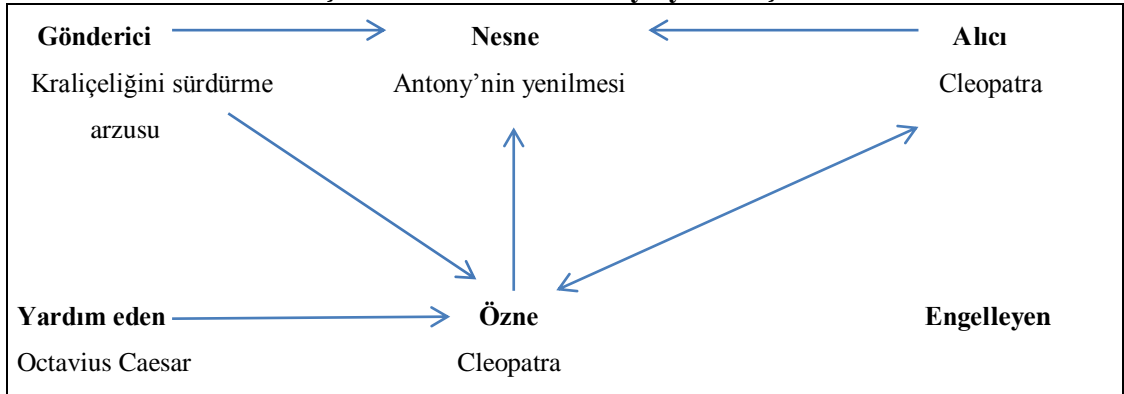 Gönderici Nesne Alıcı
Kraliçeliğini sürdürme Antony’nin yenilmesi Cleopatra
arzusu
Yardım eden Özne Engelleyen
Octavius Caesar Cleopatra